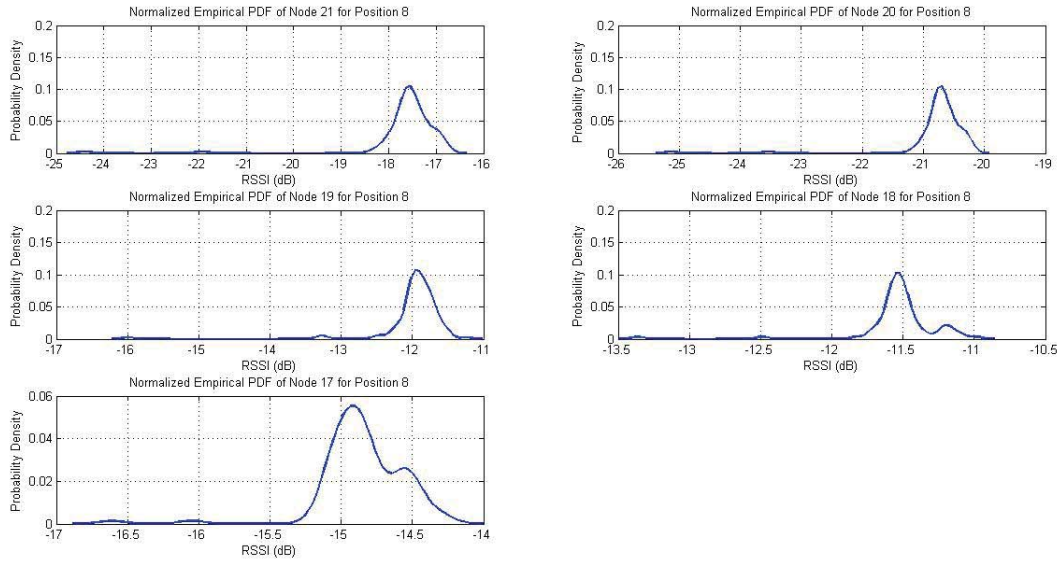 Normalized Empirical PDF of Node 21 for Position 8
0.2
0.15
0.1
0.05
0
Probability Density
-25 -24 -23 -22 -21 -20 -19 -18 -17 -16
RSSI (dB)
Normalized Empirical PDF of Node 20 for Position 8
0.2
0.15
0.1
0.05
0
Probability Density
-26 -25 -24 -23 -22 -21 -20 -19
RSSI (dB)
Normalized Empirical PDF of Node 19 for Position 8
0.2
0.15
0.1
0.05
0
Probability Density
-17 -16 -15 -14 -13 -12 -11
RSSI (dB)
Normalized Empirical PDF of Node 18 for Position 8
0.2
0.15
0.1
0.05
0
Probability Density
-13.5 -13 -12.5 -12 -11.5 -11 -10.5
RSSI (dB)
Normalized Empirical PDF of Node 17 for Position 8
0.06
0.04
0.02
0
Probability Density
-17 -16.5 -16 -15.5 -15 -14.5 -14
RSSI (dB)